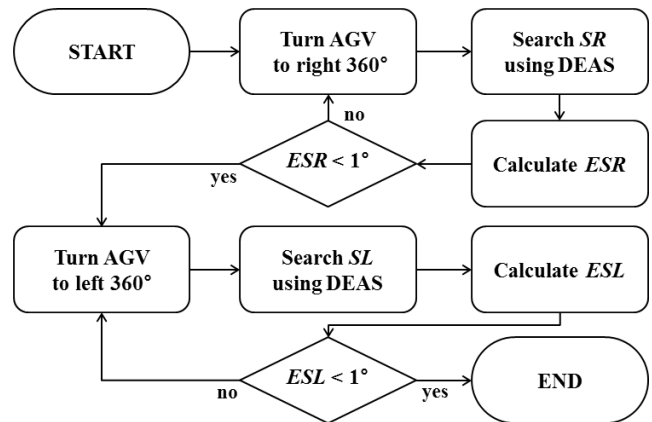 START
Turn AGV
to right 360°
Search SR
using DEAS
no
ESR < 1°
Calculate ESR
yes
Turn AGV
to left 360°
Search SL
using DEAS
Calculate ESL
no
ESL < 1°
yes
END